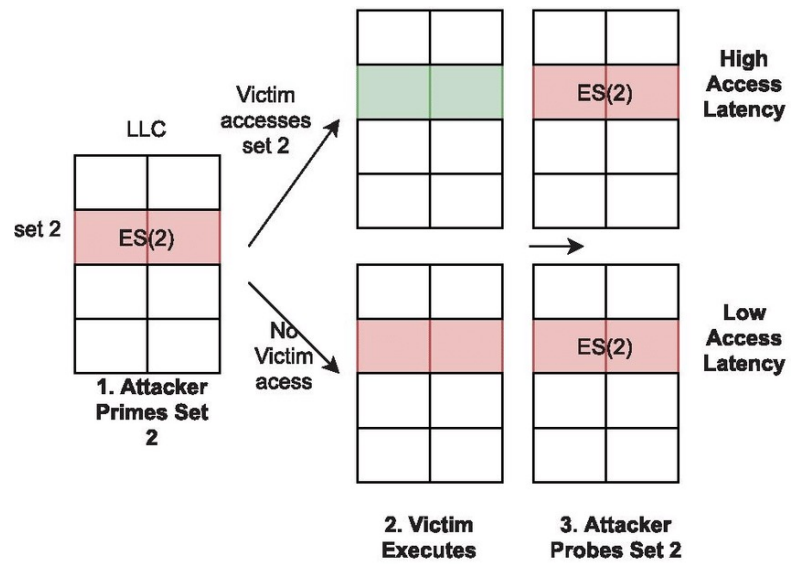 LLC
set 2
ES(2)
1. Attacker
Primes Set
2
Victim
accesses
set 2
No
Victim
acess
2. Victim
Executes
ES(2)
High
Access
Latency
ES(2)
Low
Access
Latency
3. Attacker
Probes Set 2